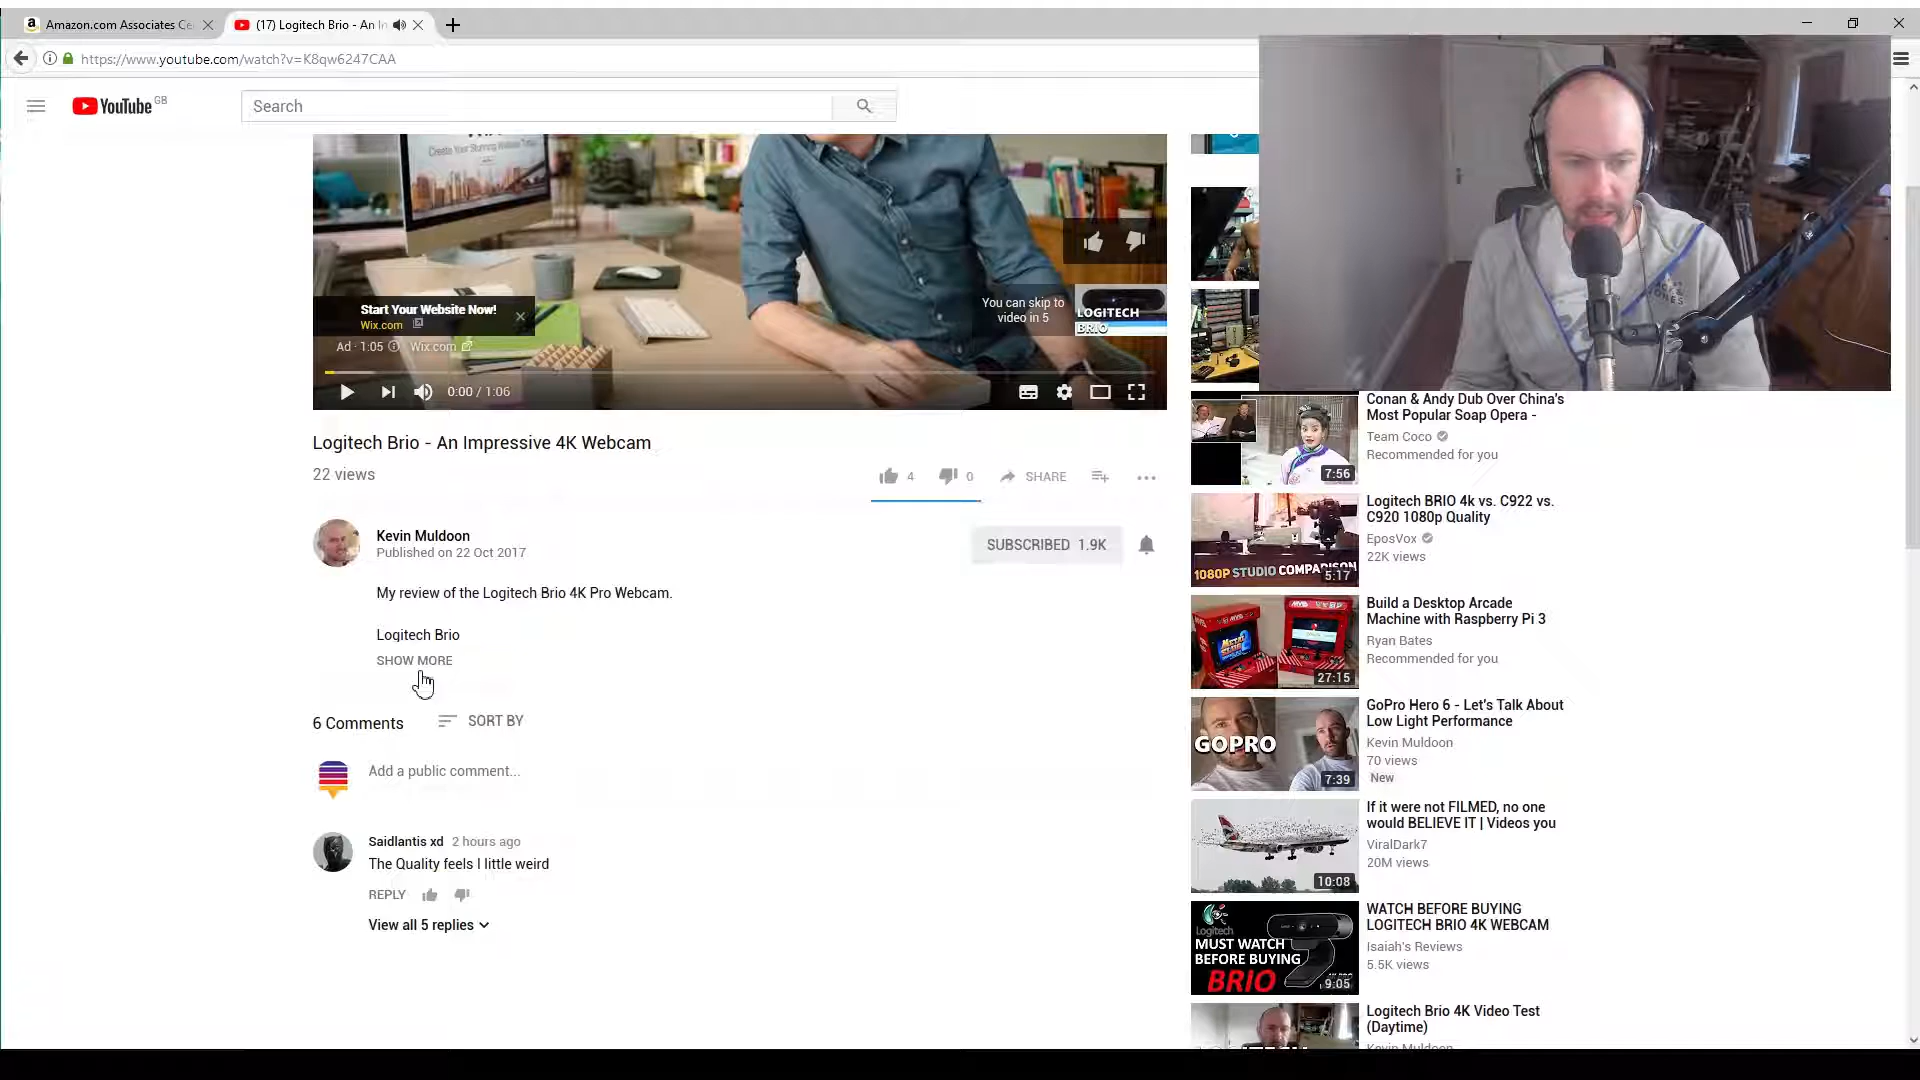 Amazon.com Associates Ce
(17) Logitech Brio - An In
https://www.youtube.com/watch?v=K8qw6247CAA
YouTube GB
Search
Create Your Stunning Website Today
Start Your Website Now!
Wix.com
Ad · 1:05
Wix.com
You can skip to
video in 5
LOGITECH
BRIO
0:00 / 1:06
Logitech Brio - An Impressive 4K Webcam
22 views
4
0
SHARE
Kevin Muldoon
Published on 22 Oct 2017
SUBSCRIBED 1.9K
My review of the Logitech Brio 4K Pro Webcam.
Logitech Brio
SHOW MORE
6 Comments
SORT BY
Add a public comment...
Saidlantis xd 2 hours ago
The Quality feels I little weird
REPLY
View all 5 replies
Conan & Andy Dub Over China's
Most Popular Soap Opera -
Team Coco
Recommended for you
7:56
Logitech BRIO 4k vs. C922 vs.
C920 1080p Quality
EposVox
22K views
1080P STUDIO COMPARISON
5:17
Build a Desktop Arcade
Machine with Raspberry Pi 3
Ryan Bates
Recommended for you
27:15
GoPro Hero 6 - Let's Talk About
Low Light Performance
Kevin Muldoon
70 views
New
GOPRO
7:39
If it were not FILMED, no one
would BELIEVE IT | Videos you
ViralDark7
20M views
10:08
WATCH BEFORE BUYING
LOGITECH BRIO 4K WEBCAM
Isaiah's Reviews
5.5K views
Logitech
MUST WATCH
BEFORE BUYING
BRIO
9:05
Logitech Brio 4K Video Test
(Daytime)
Kevin Muldoon